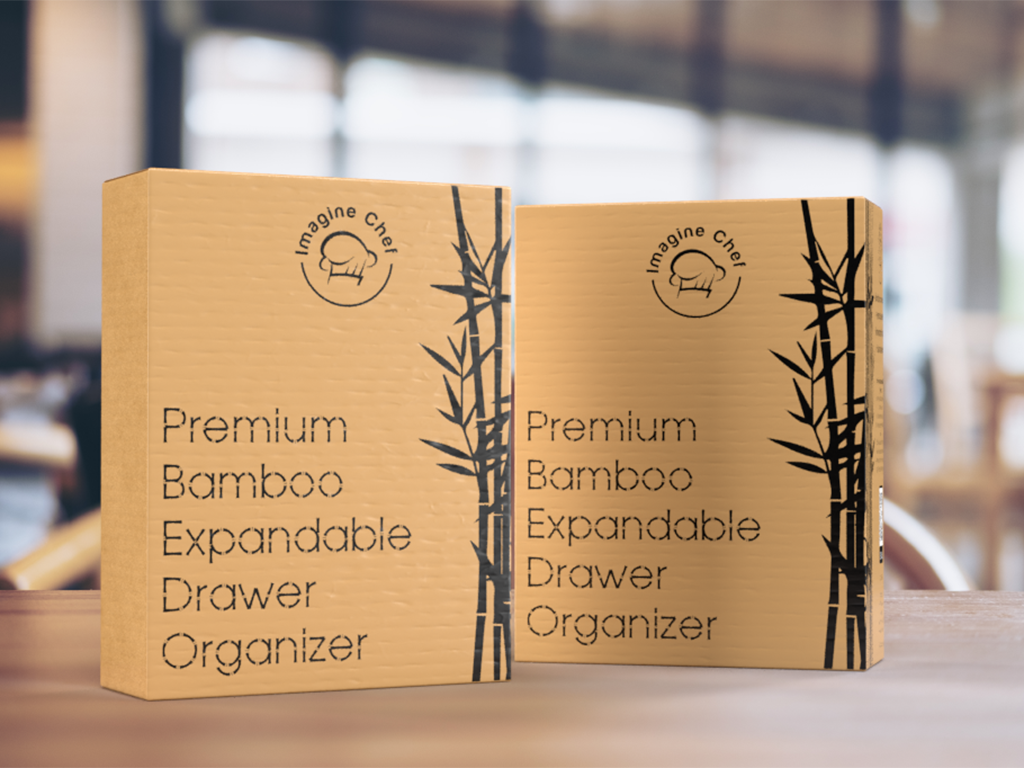 Imagine Chef
Premium
Bamboo
Expandable
Drawer
Organizer
Imagine Chef
Premium
Bamboo
Expandable
Drawer
Organizer